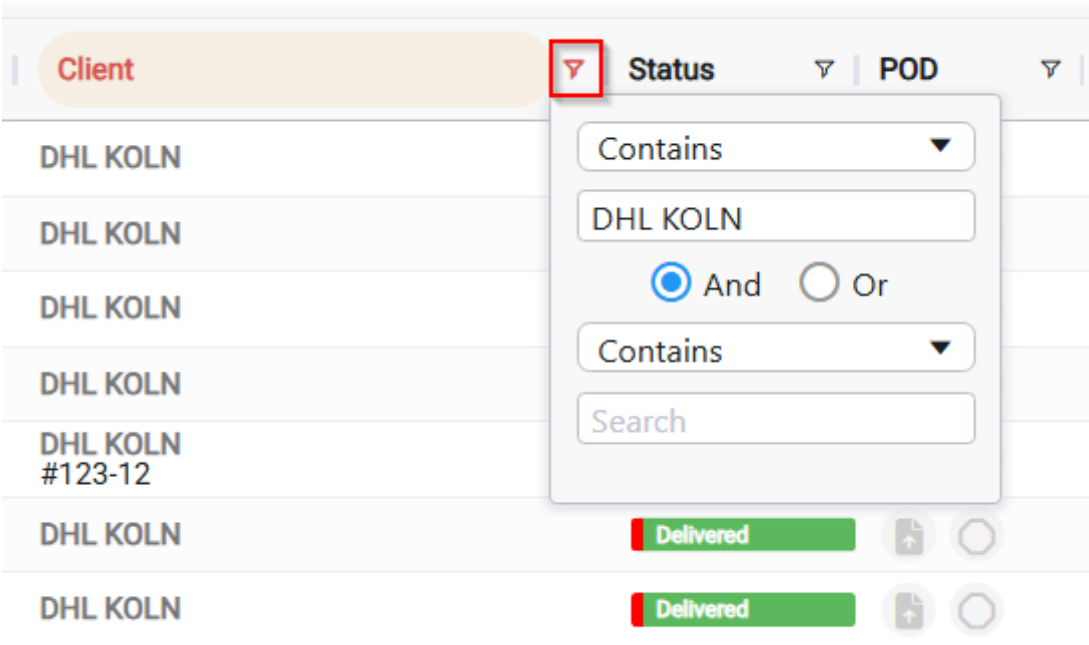 Client Status POD
DHL KOLN
Contains
DHL KOLN
DHL KOLN
And Or
DHL KOLN
Contains
DHL KOLN
Search
DHL KOLN
#123-12
DHL KOLN Delivered
DHL KOLN Delivered